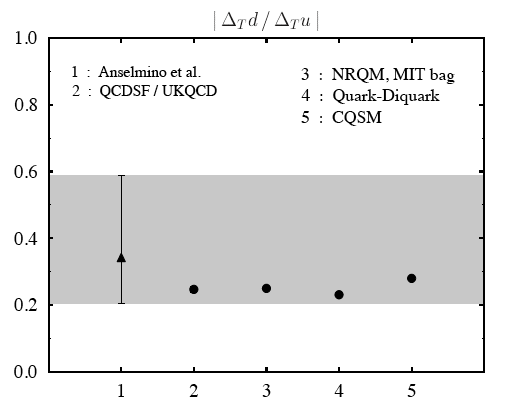 | Δ_T d / Δ_T u |
1.0
1 : Anselmino et al.
2 : QCDSF / UKQCD
3 : NRQM, MIT bag
4 : Quark-Diquark
5 : CQSM
0.8
0.6
0.4
0.2
0.0
1 2 3 4 5